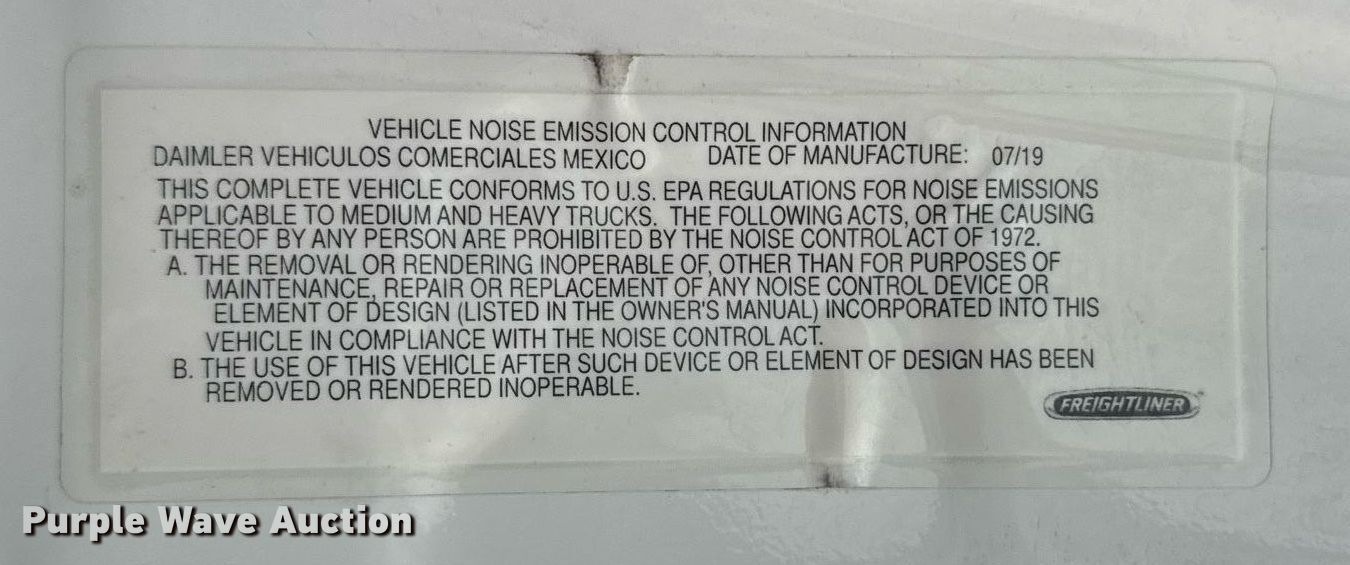 VEHICLE NOISE EMISSION CONTROL INFORMATION
DAIMLER VEHICULOS COMERCIALES MEXICO DATE OF MANUFACTURE: 07/19
THIS COMPLETE VEHICLE CONFORMS TO U.S. EPA REGULATIONS FOR NOISE EMISSIONS
APPLICABLE TO MEDIUM AND HEAVY TRUCKS. THE FOLLOWING ACTS, OR THE CAUSING
THEREOF BY ANY PERSON ARE PROHIBITED BY THE NOISE CONTROL ACT OF 1972.
A. THE REMOVAL OR RENDERING INOPERABLE OF, OTHER THAN FOR PURPOSES OF
MAINTENANCE, REPAIR OR REPLACEMENT OF ANY NOISE CONTROL DEVICE OR
ELEMENT OF DESIGN (LISTED IN THE OWNER'S MANUAL) INCORPORATED INTO THIS
VEHICLE IN COMPLIANCE WITH THE NOISE CONTROL ACT.
B. THE USE OF THIS VEHICLE AFTER SUCH DEVICE OR ELEMENT OF DESIGN HAS BEEN
REMOVED OR RENDERED INOPERABLE.
FREIGHTLINER
Purple Wave Auction